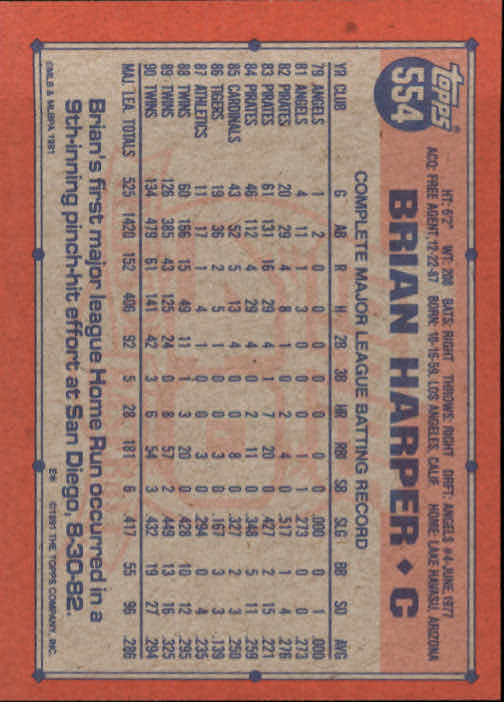 topps
554
HT: 6'2" WT: 208 BATS: RIGHT THROWS: RIGHT DRFT: ANGELS #4-JUNE, 1977
ACQ: FREE AGENT, 12-22-87 BORN: 10-16-59, LOS ANGELES, CALIF. HOME: LAKE HAVASU, ARIZONA
BRIAN HARPER ♦ C
COMPLETE MAJOR LEAGUE BATTING RECORD
YR CLUB G AB R H 2B 3B HR RBI SB SLG BB SO AVG
79 ANGELS 1 2 0 0 0 0 0 0 0 .000 0 1 .000
81 ANGELS 4 11 1 3 0 0 0 1 1 .273 0 0 .273
82 PIRATES 20 29 4 8 1 0 2 4 0 .517 1 4 .276
83 PIRATES 61 131 16 29 4 1 7 20 0 .427 2 15 .221
84 PIRATES 46 112 4 29 4 0 2 11 0 .348 5 11 .259
85 CARDINALS 43 52 5 13 4 0 0 8 0 .327 2 3 .250
86 TIGERS 19 36 2 5 1 0 0 3 0 .167 3 3 .139
87 ATHLETICS 11 17 1 4 1 0 0 3 0 .294 0 4 .235
88 TWINS 60 166 15 49 11 1 3 20 0 .428 10 12 .295
89 TWINS 126 385 43 125 24 0 8 57 2 .449 13 16 .325
90 TWINS 134 479 61 141 42 3 6 54 3 .432 19 27 .294
MAJ. LEA. TOTALS 525 1420 152 406 92 5 28 181 6 .417 55 96 .286
Brian's first major league Home Run occurred in a
9th-inning pinch-hit effort at San Diego, 8-30-82.
©MLB & MLBPA 1991
©1991 THE TOPPS COMPANY, INC.